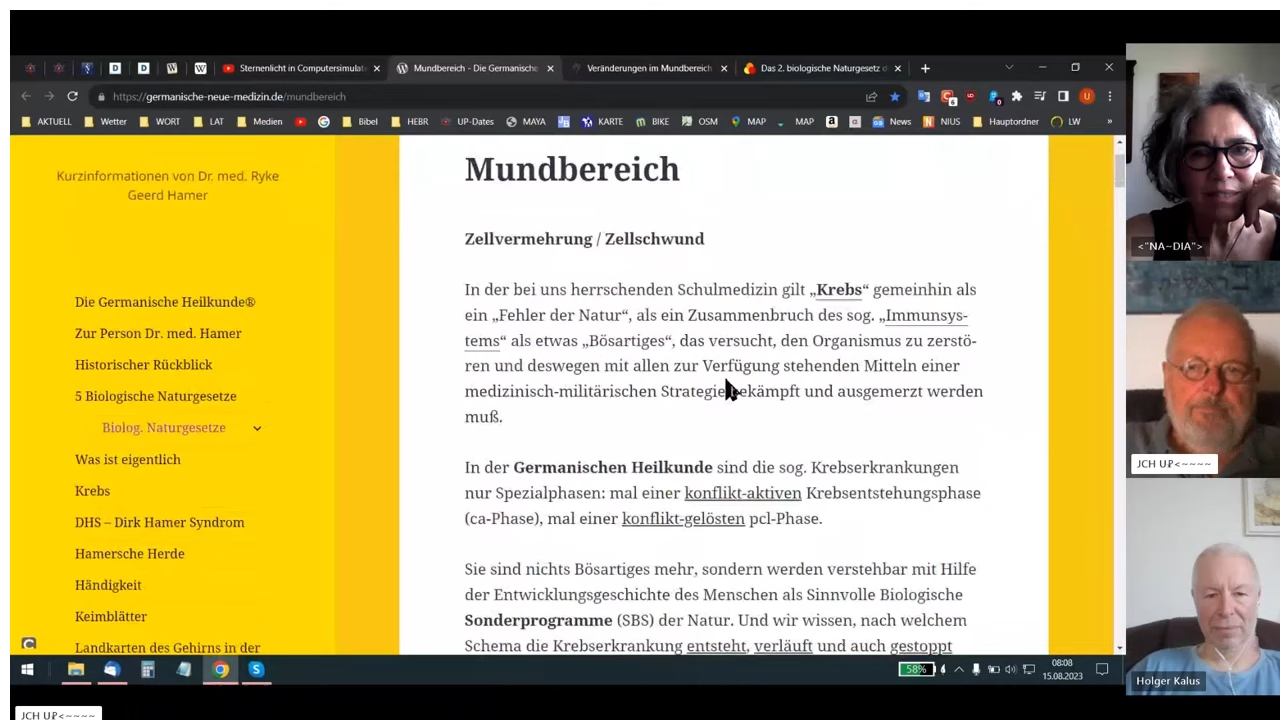 Sternenlicht in Computersimulat
Mundbereich – Die Germanische
Veränderungen im Mundbereich
Das 2. biologische Naturgesetz d
https://germanische-neue-medizin.de/mundbereich
AKTUELL
Wetter
WORT
LAT
Medien
Bibel
HEBR
UP-Dates
MAYA
KARTE
BIKE
OSM
MAP
MAP
News
NIUS
Hauptordner
LW
»
Kurzinformationen von Dr. med. Ryke
Geerd Hamer
Die Germanische Heilkunde®
Zur Person Dr. med. Hamer
Historischer Rückblick
5 Biologische Naturgesetze
Biolog. Naturgesetze
Was ist eigentlich
Krebs
DHS – Dirk Hamer Syndrom
Hamersche Herde
Händigkeit
Keimblätter
Landkarten des Gehirns in der
Mundbereich
Zellvermehrung / Zellschwund
In der bei uns herrschenden Schulmedizin gilt „Krebs“ gemeinhin als
ein „Fehler der Natur“, als ein Zusammenbruch des sog. „Immunsys-
tems“ als etwas „Bösartiges“, das versucht, den Organismus zu zerstö-
ren und deswegen mit allen zur Verfügung stehenden Mitteln einer
medizinisch-militärischen Strategie bekämpft und ausgemerzt werden
muß.
In der Germanischen Heilkunde sind die sog. Krebserkrankungen
nur Spezialphasen: mal einer konflikt-aktiven Krebsentstehungsphase
(ca-Phase), mal einer konflikt-gelösten pcl-Phase.
Sie sind nichts Bösartiges mehr, sondern werden verstehbar mit Hilfe
der Entwicklungsgeschichte des Menschen als Sinnvolle Biologische
Sonderprogramme (SBS) der Natur. Und wir wissen, nach welchem
Schema die Krebserkrankung entsteht, verläuft und auch gestoppt
58%
08:08
15.08.2023
<"NA~DIA">
JCH UP<~~~~
Holger Kalus
JCH UP<~~~~